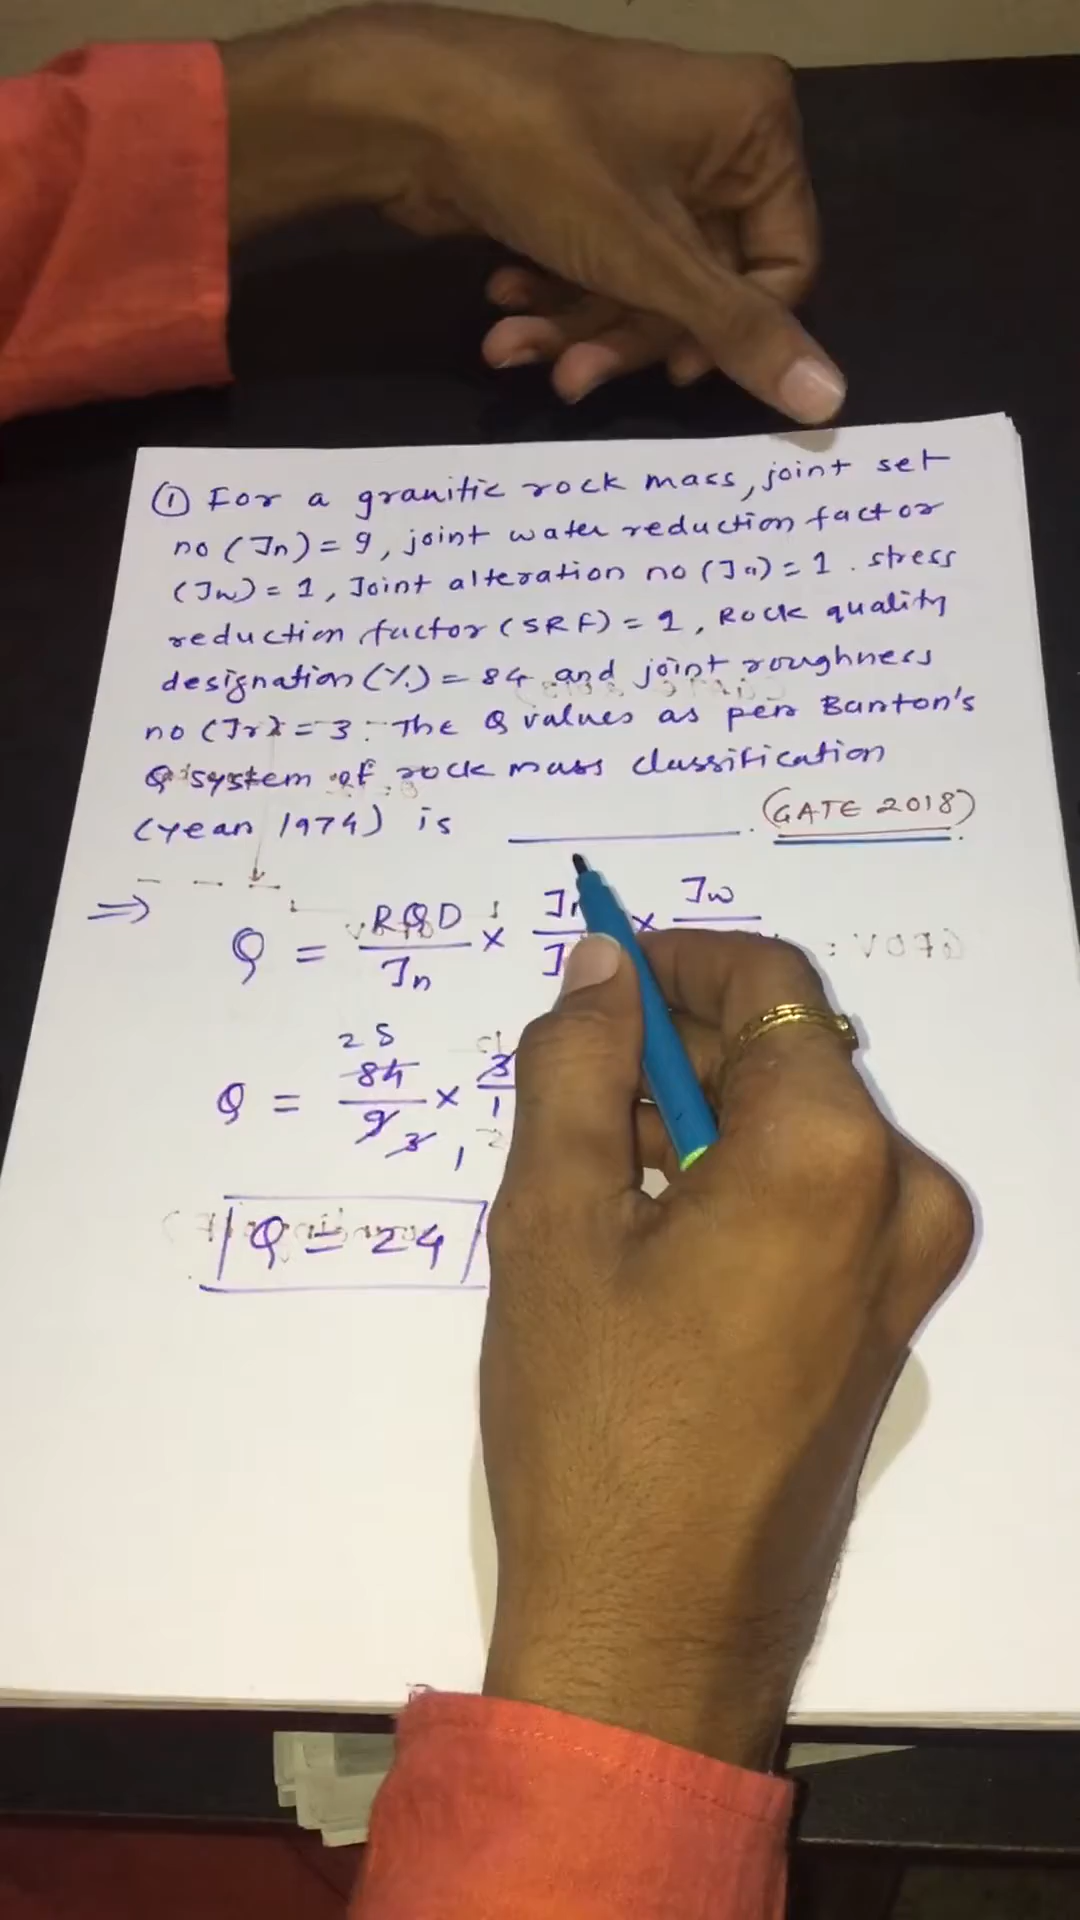 ① For a granitic rock mass, joint set
no (Jn) = 9, joint water reduction factor
(Jw) = 1, Joint alteration no (Ja) = 1. stress
reduction factor (SRF) = 1, Rock quality
designation (%) = 84 and joint roughness
no (Jr) = 3. The Q values as per Barton's
Q system of rock mass classification
(year 1974) is ______. (GATE 2018)
⇒ Q = RQD/Jn × Jr/J × Jw
28
Q = 84/9 3 × 3/1
1
Q = 24